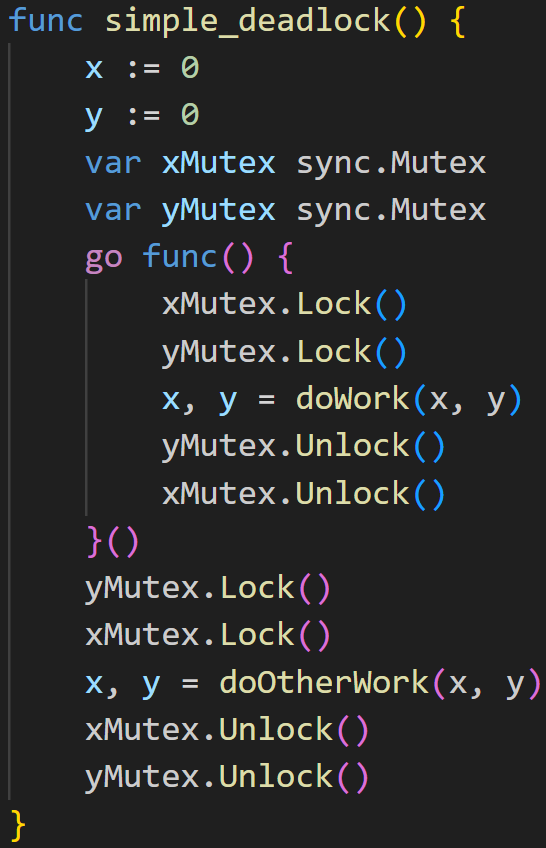 func simple_deadlock() {
    x := 0
    y := 0
    var xMutex sync.Mutex
    var yMutex sync.Mutex
    go func() {
        xMutex.Lock()
        yMutex.Lock()
        x, y = doWork(x, y)
        yMutex.Unlock()
        xMutex.Unlock()
    }()
    yMutex.Lock()
    xMutex.Lock()
    x, y = doOtherWork(x, y)
    xMutex.Unlock()
    yMutex.Unlock()
}